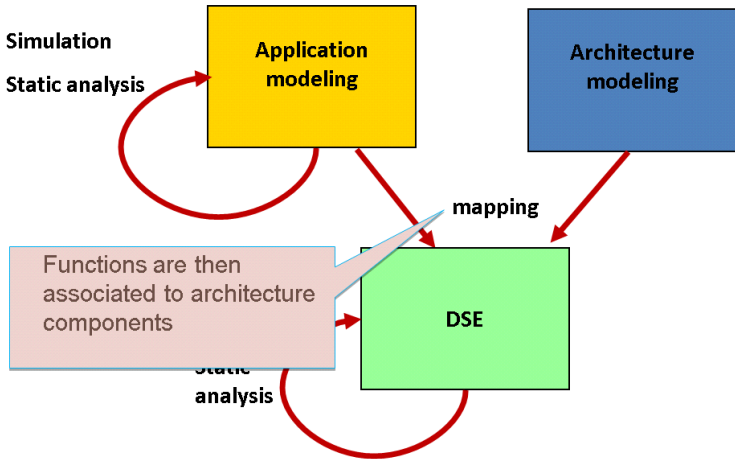 Simulation
Static analysis
Application
modeling
Architecture
modeling
mapping
Functions are then
associated to architecture
components
DSE
Static
analysis